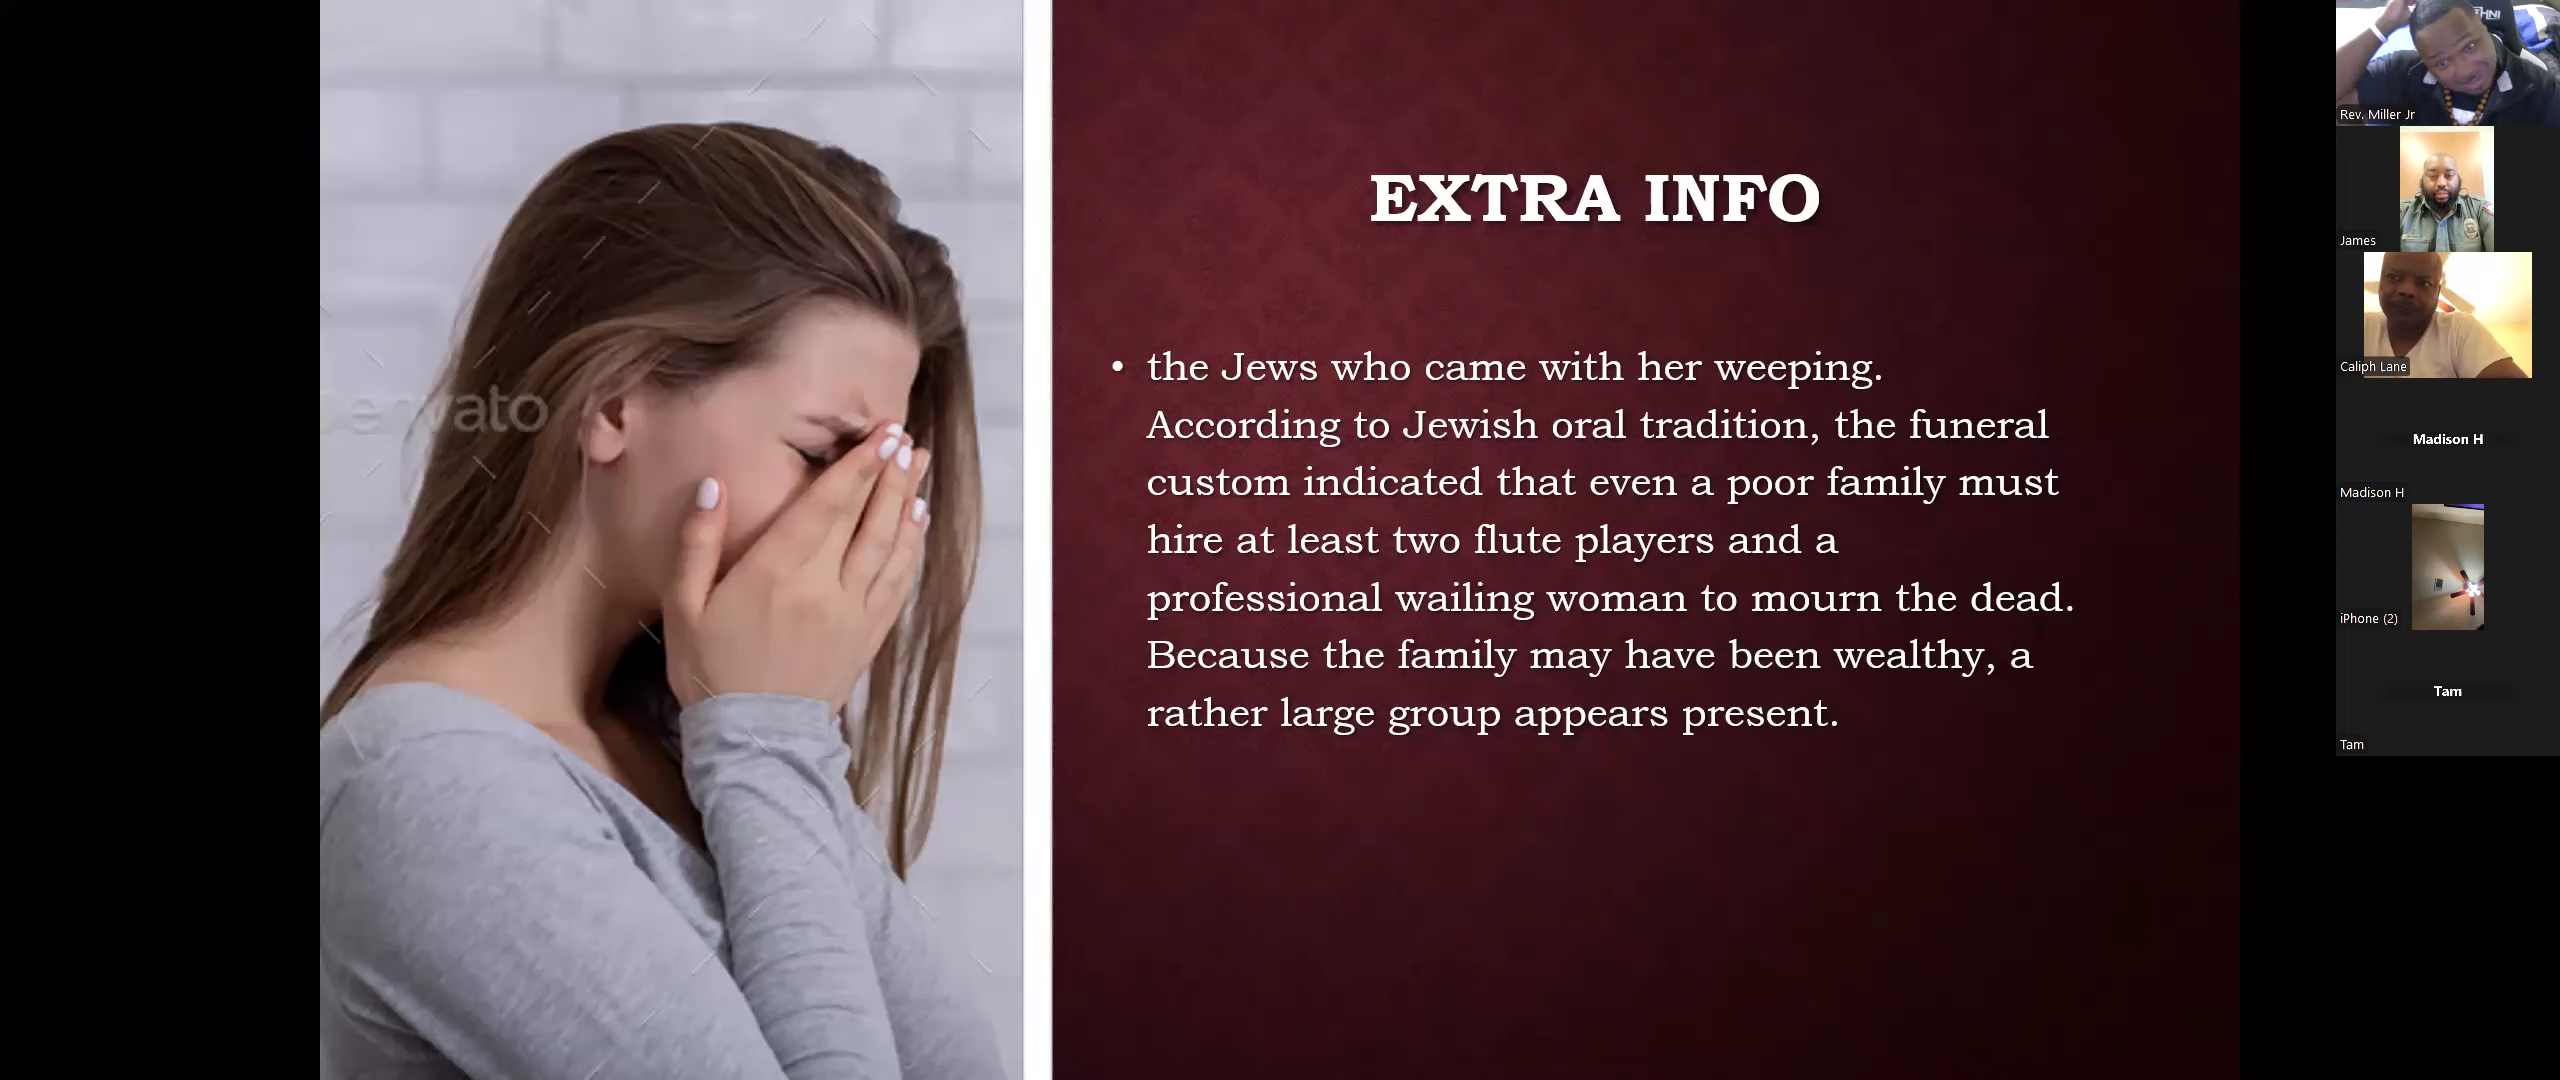 EXTRA INFO
• the Jews who came with her weeping.
According to Jewish oral tradition, the funeral
custom indicated that even a poor family must
hire at least two flute players and a
professional wailing woman to mourn the dead.
Because the family may have been wealthy, a
rather large group appears present.
envato
Rev. Miller Jr
James
Caliph Lane
Madison H
Madison H
iPhone (2)
Tam
Tam